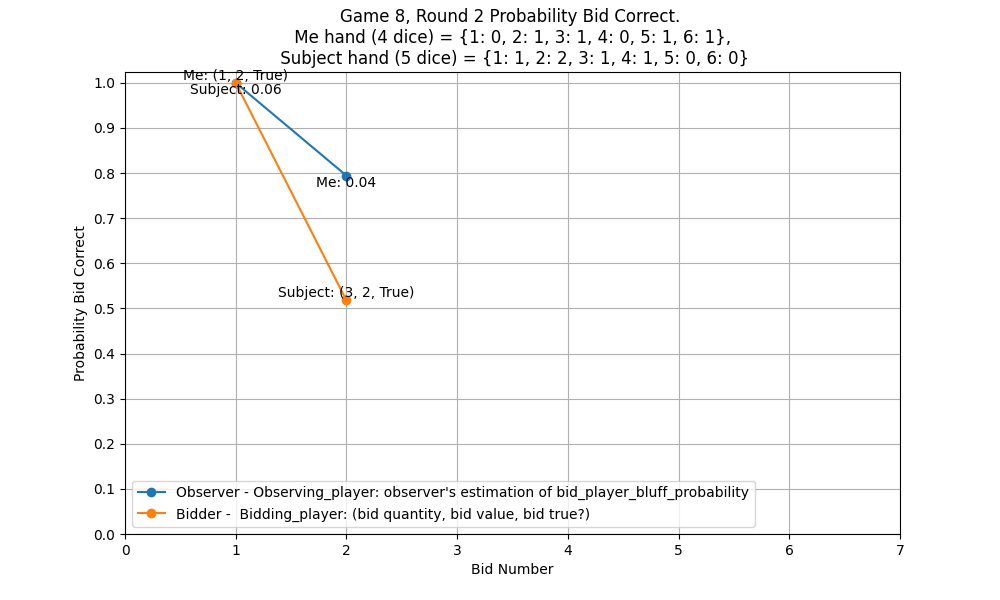 Game 8, Round 2 Probability Bid Correct.
Me hand (4 dice) = {1: 0, 2: 1, 3: 1, 4: 0, 5: 1, 6: 1},
Subject hand (5 dice) = {1: 1, 2: 2, 3: 1, 4: 1, 5: 0, 6: 0}
Me: (1, 2, True)
Subject: 0.06
Me: 0.04
Subject: (3, 2, True)
Probability Bid Correct
1.0
0.9
0.8
0.7
0.6
0.5
0.4
0.3
0.2
0.1
0.0
Observer - Observing_player: observer's estimation of bid_player_bluff_probability
Bidder -  Bidding_player: (bid quantity, bid value, bid true?)
0 1 2 3 4 5 6 7
Bid Number